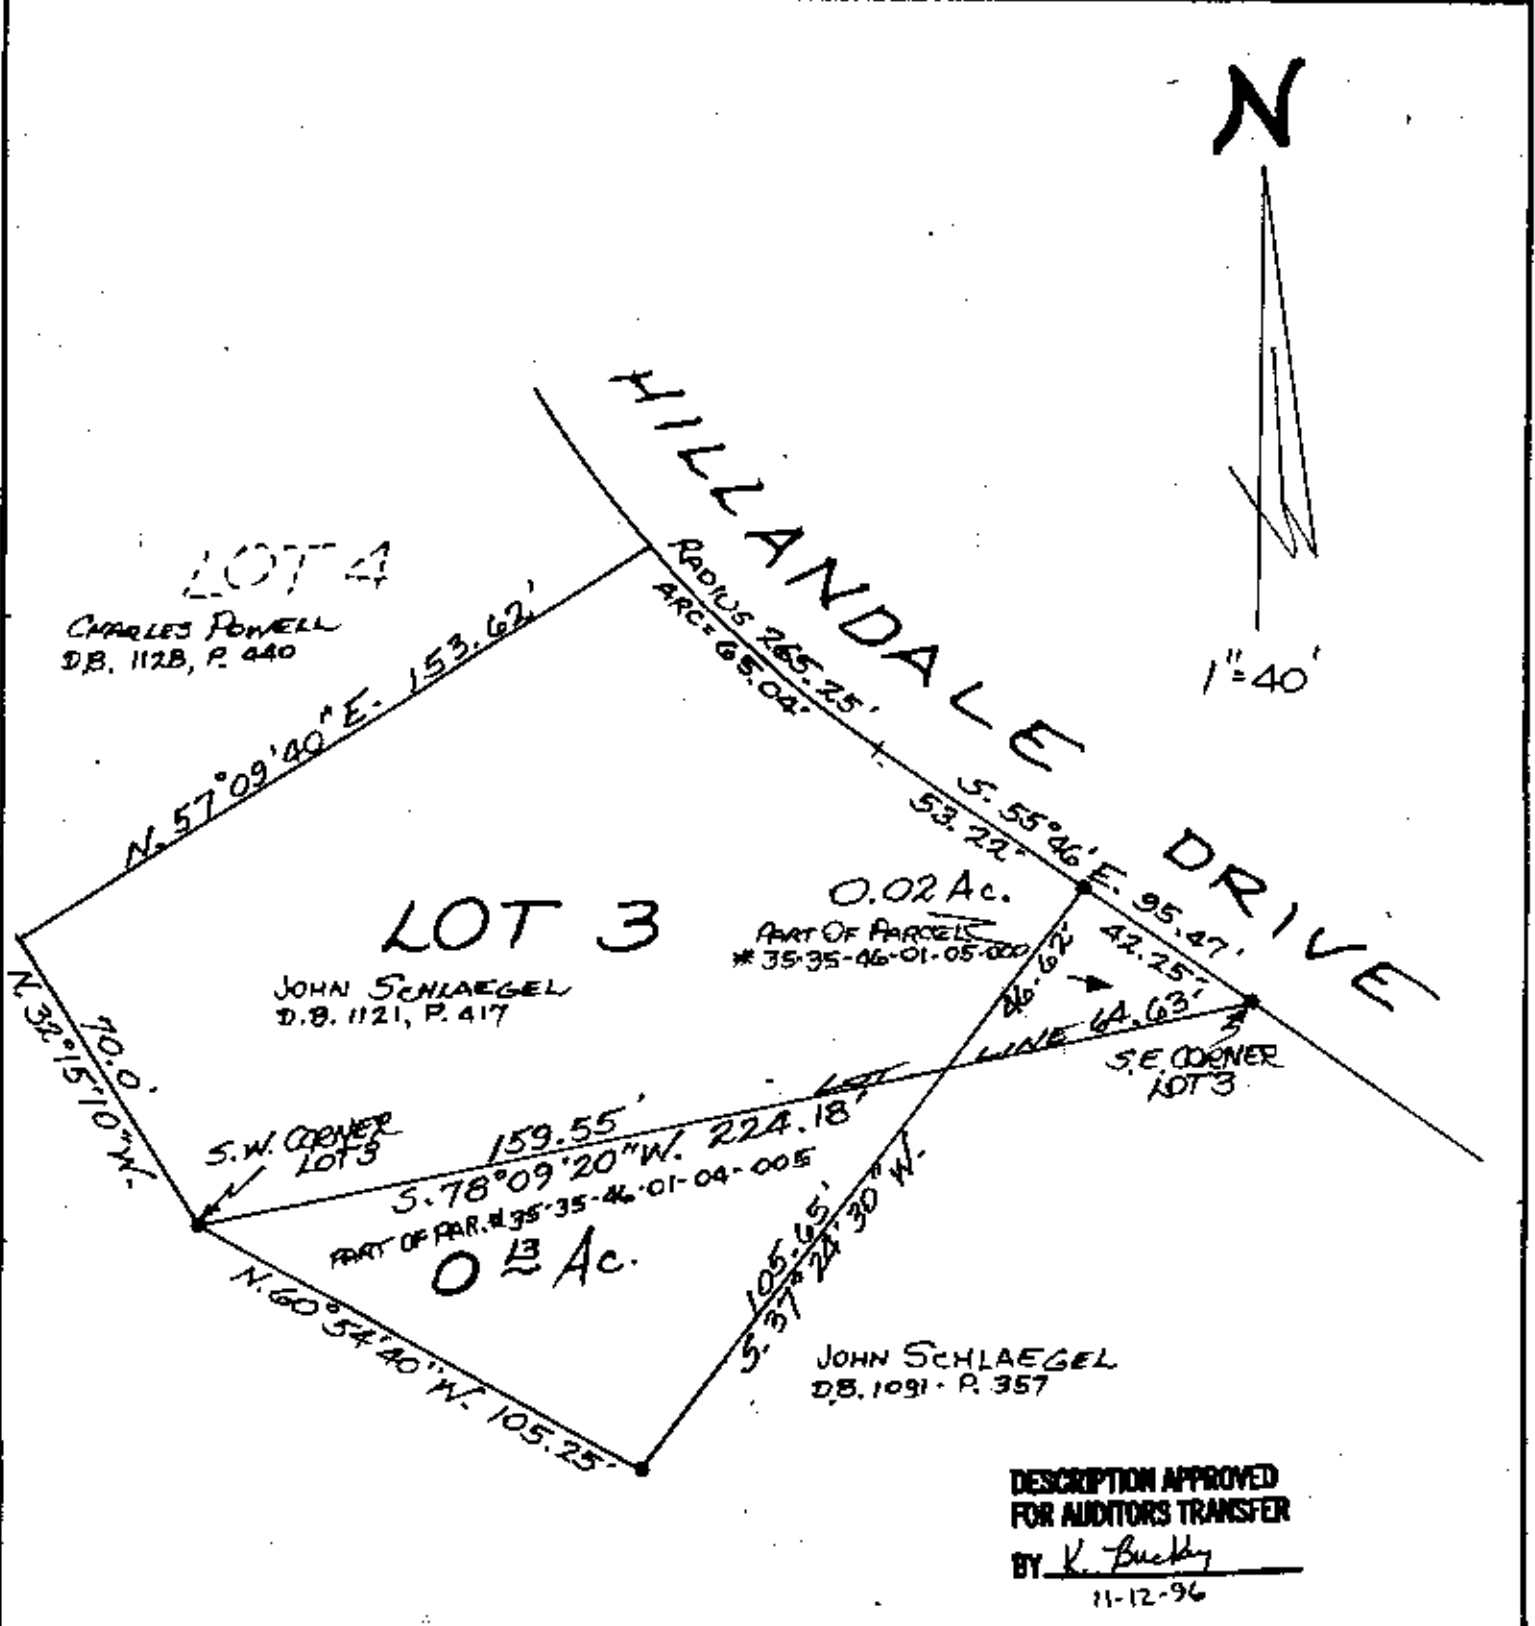 N
1"=40'
HILLANDALE DRIVE
LOT 4
CHARLES POWELL
D.B. 1128, P. 440
N. 57°09'40" E. 153.62'
RADIUS 265.25'
ARC= 65.04'
S. 55°46' E. 95.47'
53.22'
42.25'
0.02 Ac.
PART OF PARCEL
# 35-35-46-01-05-000
46.62'
LOT 3
JOHN SCHLAEGEL
D.B. 1121, P. 417
LOT LINE 64.63'
S.E. CORNER
LOT 3
70.0'
N. 32°15'10" W.
S.W. CORNER
LOT 3
159.55'
S. 78°09'20" W. 224.18'
PART OF PAR. # 35-35-46-01-04-005
0 13 Ac.
105.65'
S. 37°24'30" W.
N. 60°54'40" W. 105.25'
JOHN SCHLAEGEL
D.B. 1091 - P. 357
DESCRIPTION APPROVED
FOR AUDITORS TRANSFER
BY K. Buckley
11-12-96